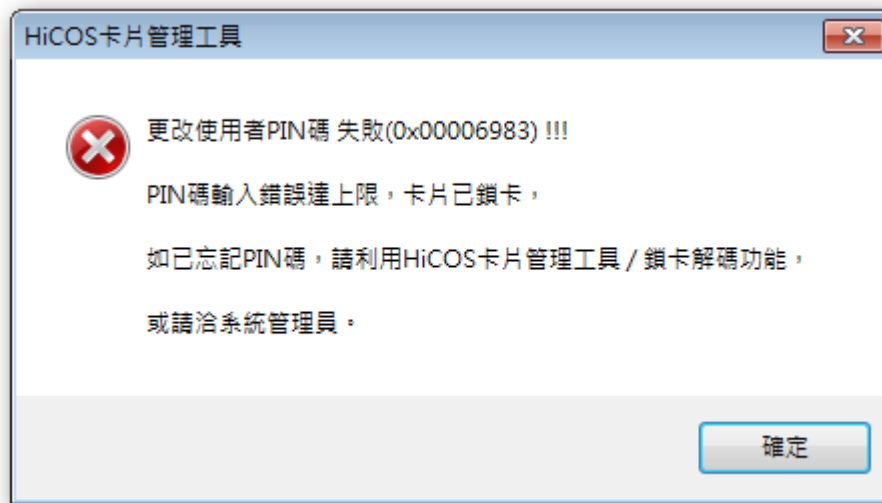 HiCOS卡片管理工具
更改使用者PIN碼 失敗(0x00006983) !!!
PIN碼輸入錯誤達上限，卡片已鎖卡，
如已忘記PIN碼，請利用HiCOS卡片管理工具 / 鎖卡解碼功能，
或請洽系統管理員。
確定